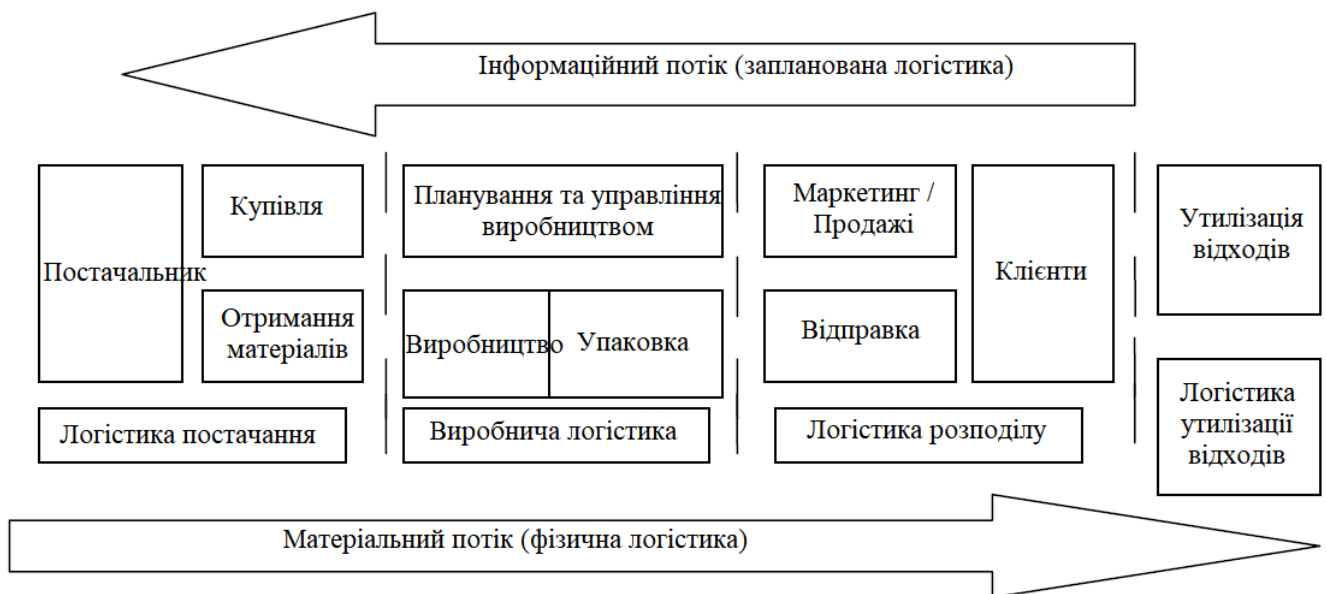 Інформаційний потік (запланована логістика)
Постачальник
Купівля
Отримання
матеріалів
Логістика постачання
Планування та управління
виробництвом
Виробництво
Упаковка
Виробнича логістика
Маркетинг /
Продажі
Відправка
Клієнти
Логістика розподілу
Утилізація
відходів
Логістика
утилізації
відходів
Матеріальний потік (фізична логістика)